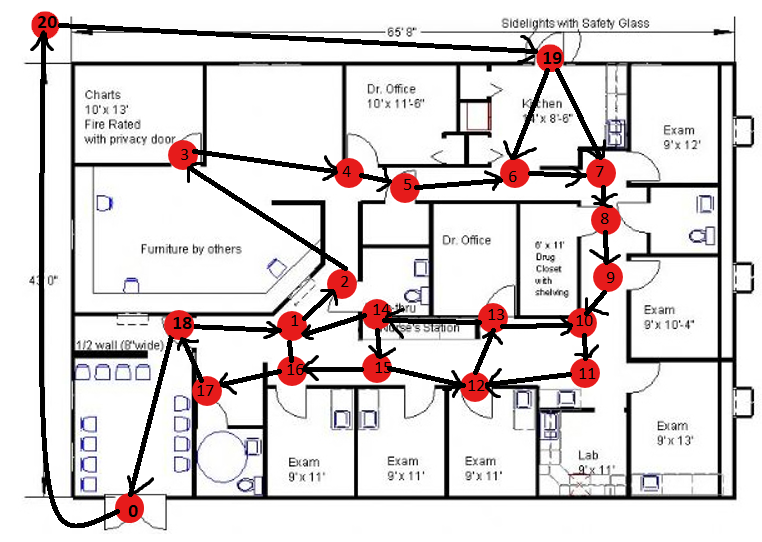 20
Sidelights with Safety Glass
65' 8"
19
Charts
10' x 13'
Fire Rated
with privacy door
Dr. Office
10' x 11'-6"
Kitchen
14' x 8'-6"
Exam
9' x 12'
3
4
5
6
7
8
Furniture by others
Dr. Office
6' x 11'
Drug
Closet
with
shelving
9
43' 0"
2
thru
Nurse's Station
Exam
9' x 10'-4"
18
1
14
13
10
1/2 wall (8"wide)
17
16
15
12
11
Exam
9' x 11'
Exam
9' x 11'
Exam
9' x 11'
Lab
9' x 11'
Exam
9' x 13'
0